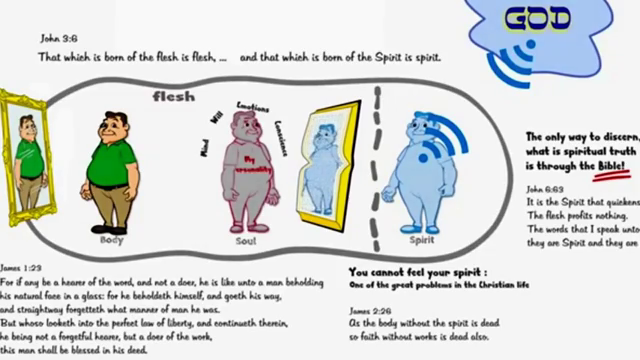 GOD
John 3:6
That which is born of the flesh is flesh, ... and that which is born of the Spirit is spirit.
flesh
Mind
Will
Emotions
Conscience
My
Personality
Body
Soul
Spirit
The only way to discern,
what is spiritual truth
is through the Bible!
John 6:63
It is the Spirit that quickens
The flesh profits nothing.
The words that I speak unto
they are Spirit and they are
James 1:23
For if any be a hearer of the word, and not a doer, he is like unto a man beholding
his natural face in a glass: for he beholdeth himself, and goeth his way,
and straightway forgetteth what manner of man he was.
But whoso looketh into the perfect law of liberty, and continueth therein,
he being not a forgetful hearer, but a doer of the work,
this man shall be blessed in his deed.
You cannot feel your spirit :
One of the great problems in the Christian life
James 2:26
As the body without the spirit is dead
so faith without works is dead also.